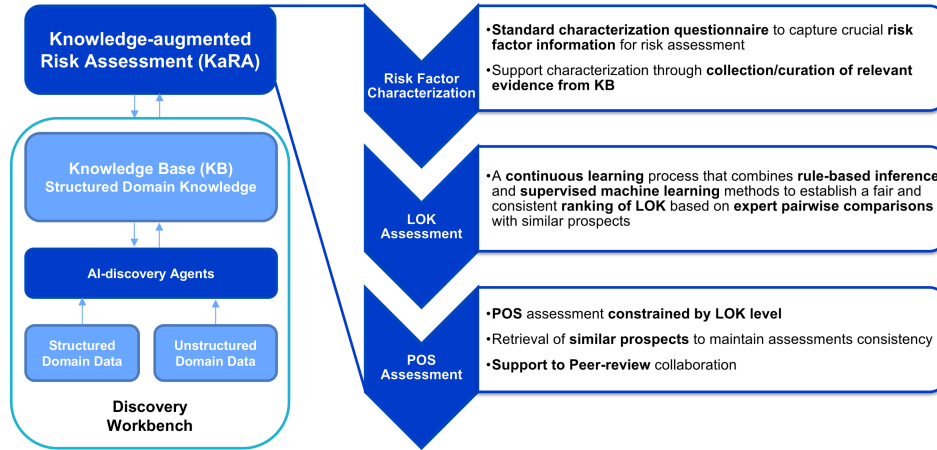 Knowledge-augmented
Risk Assessment (KaRA)
Knowledge Base (KB)
Structured Domain Knowledge
AI-discovery Agents
Structured
Domain Data
Unstructured
Domain Data
Discovery
Workbench
Risk Factor
Characterization
•Standard characterization questionnaire to capture crucial risk
factor information for risk assessment
•Support characterization through collection/curation of relevant
evidence from KB
LOK
Assessment
•A continuous learning process that combines rule-based inference
and supervised machine learning methods to establish a fair and
consistent ranking of LOK based on expert pairwise comparisons
with similar prospects
POS
Assessment
•POS assessment constrained by LOK level
•Retrieval of similar prospects to maintain assessments consistency
•Support to Peer-review collaboration